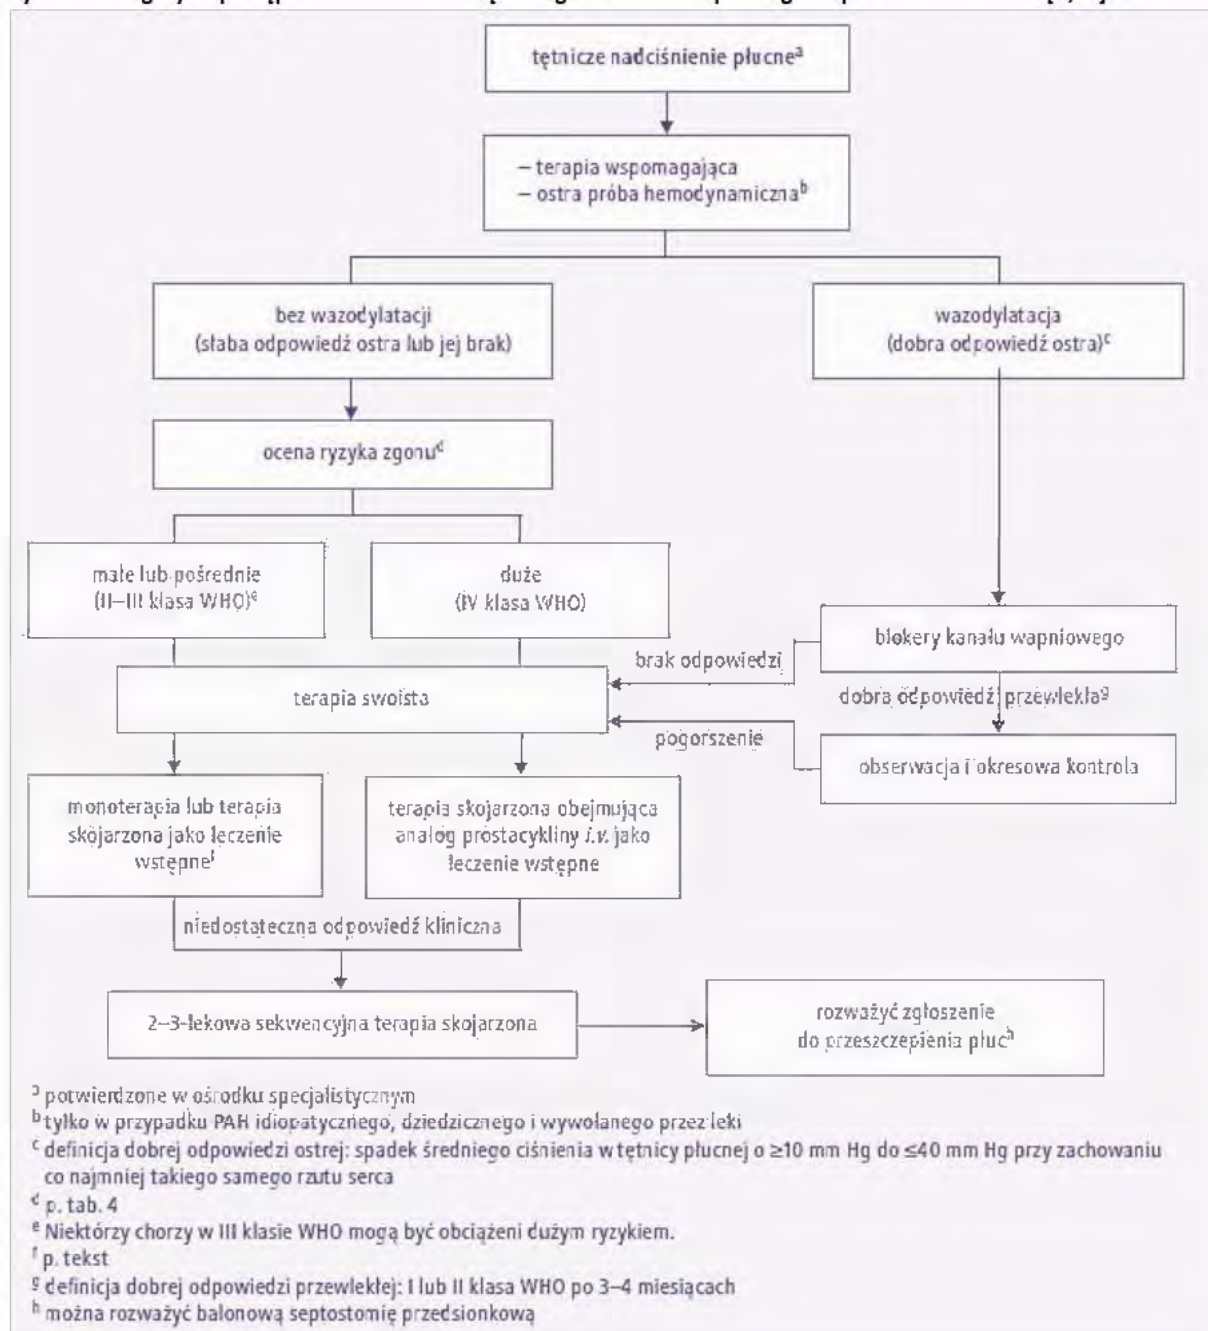 tętnicze nadciśnienie płucneᵃ
– terapia wspomagająca
– ostra próba hemodynamicznaᵇ
bez wazodylatacji
(słaba odpowiedź ostra lub jej brak)
wazodylatacja
(dobra odpowiedź ostra)ᶜ
ocena ryzyka zgonuᵈ
małe lub pośrednie
(II–III klasa WHO)ᵉ
duże
(IV klasa WHO)
blokery kanału wapniowego
brak odpowiedzi
terapia swoista
dobra odpowiedź przewlekłaᵍ
pogorszenie
obserwacja i okresowa kontrola
monoterapia lub terapia
skojarzona jako leczenie
wstępneᶠ
terapia skojarzona obejmująca
analog prostacykliny i.v. jako
leczenie wstępne
niedostateczna odpowiedź kliniczna
2–3-lekowa sekwencyjna terapia skojarzona
rozważyć zgłoszenie
do przeszczepienia płucʰ
ᵃ potwierdzone w ośrodku specjalistycznym
ᵇ tylko w przypadku PAH idiopatycznego, dziedzicznego i wywołanego przez leki
ᶜ definicja dobrej odpowiedzi ostrej: spadek średniego ciśnienia w tętnicy płucnej o ≥10 mm Hg do ≤40 mm Hg przy zachowaniu
co najmniej takiego samego rzutu serca
ᵈ p. tab. 4
ᵉ Niektórzy chorzy w III klasie WHO mogą być obciążeni dużym ryzykiem.
ᶠ p. tekst
ᵍ definicja dobrej odpowiedzi przewlekłej: I lub II klasa WHO po 3–4 miesiącach
ʰ można rozważyć balonową septostomię przedsionkową